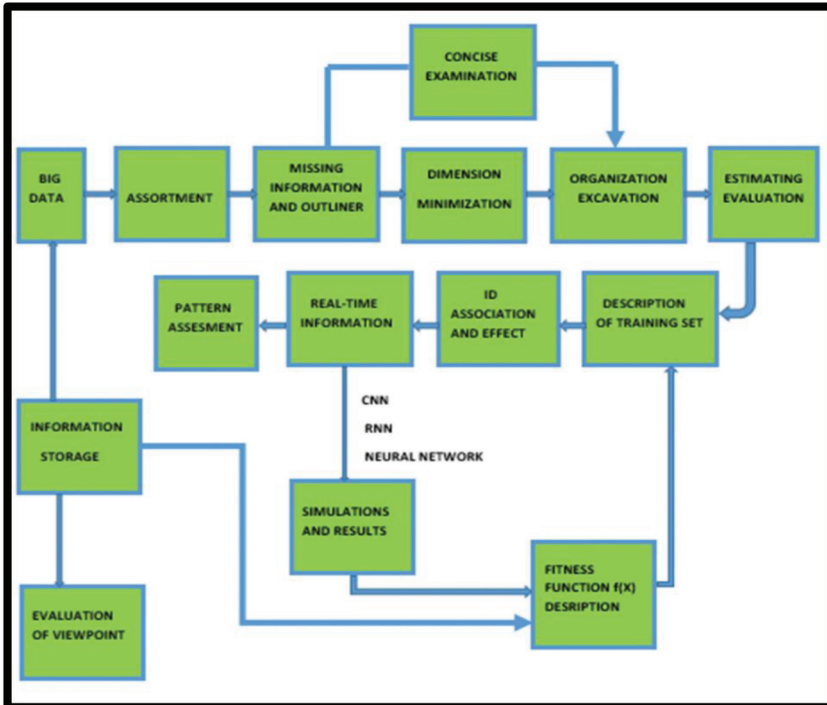 CONCISE
EXAMINATION
BIG
DATA
ASSORTMENT
MISSING
INFORMATION
AND OUTLINER
DIMENSION
MINIMIZATION
ORGANIZATION
EXCAVATION
ESTIMATING
EVALUATION
PATTERN
ASSESMENT
REAL-TIME
INFORMATION
ID
ASSOCIATION
AND EFFECT
DESCRIPTION
OF TRAINING SET
CNN
RNN
NEURAL NETWORK
INFORMATION
STORAGE
SIMULATIONS
AND RESULTS
FITNESS
FUNCTION f(X)
DESRIPTION
EVALUATION
OF VIEWPOINT